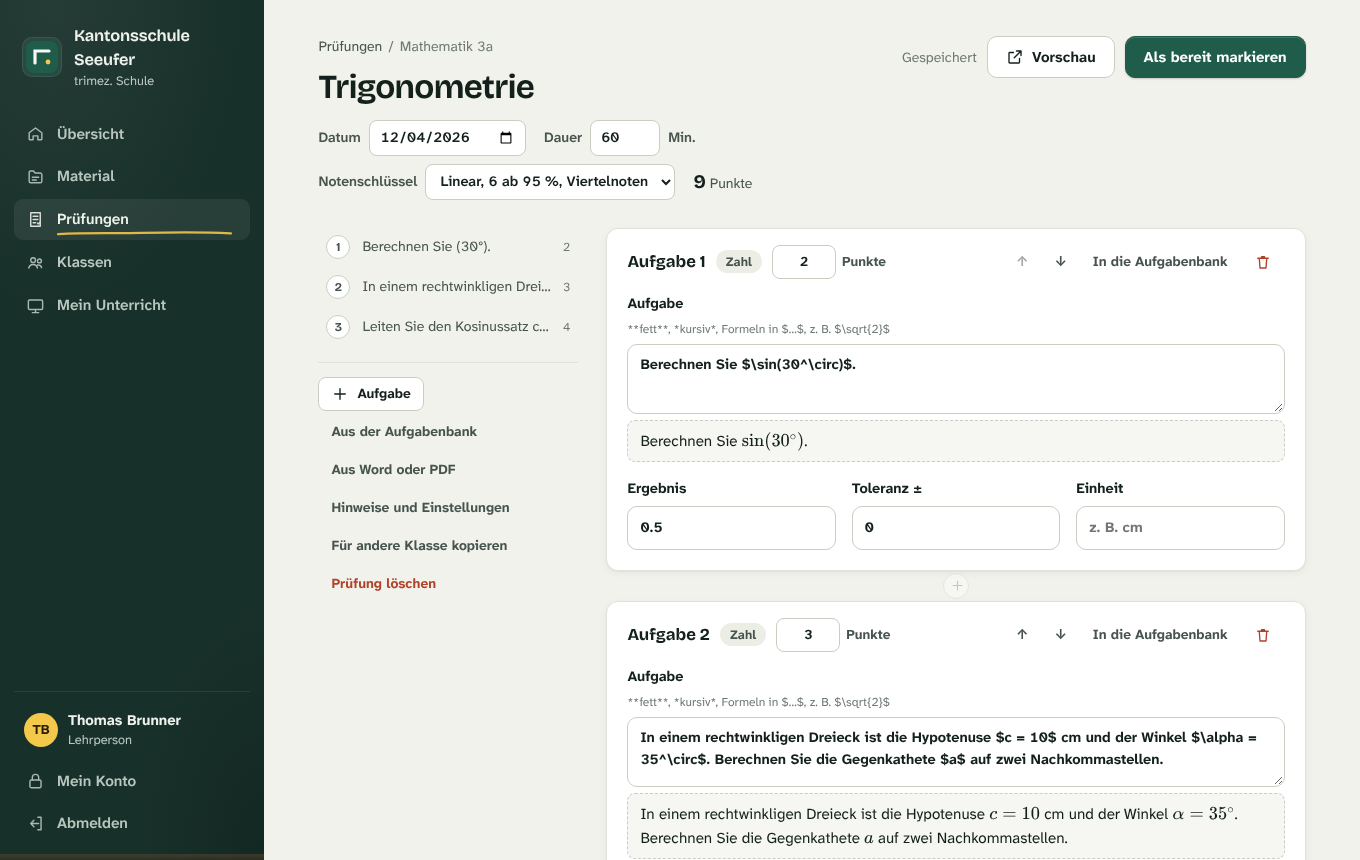 Kantonsschule
Seeufer
trimez. Schule
Übersicht
Material
Prüfungen
Klassen
Mein Unterricht
TB
Thomas Brunner
Lehrperson
Mein Konto
Abmelden
Prüfungen / Mathematik 3a
Trigonometrie
Gespeichert
Vorschau
Als bereit markieren
Datum 12/04/2026 Dauer 60 Min.
Notenschlüssel Linear, 6 ab 95 %, Viertelnoten 9 Punkte
1 Berechnen Sie (30°). 2
2 In einem rechtwinkligen Drei... 3
3 Leiten Sie den Kosinussatz c... 4
+ Aufgabe
Aus der Aufgabenbank
Aus Word oder PDF
Hinweise und Einstellungen
Für andere Klasse kopieren
Prüfung löschen
Aufgabe 1 Zahl 2 Punkte ↑ ↓ In die Aufgabenbank
Aufgabe
**fett**, *kursiv*, Formeln in $...$, z. B. $\sqrt{2}$
Berechnen Sie $\sin(30^\circ)$.
Berechnen Sie sin(30°).
Ergebnis Toleranz ± Einheit
0.5 0 z. B. cm
+
Aufgabe 2 Zahl 3 Punkte ↑ ↓ In die Aufgabenbank
Aufgabe
**fett**, *kursiv*, Formeln in $...$, z. B. $\sqrt{2}$
In einem rechtwinkligen Dreieck ist die Hypotenuse $c = 10$ cm und der Winkel $\alpha =
35^\circ$. Berechnen Sie die Gegenkathete $a$ auf zwei Nachkommastellen.
In einem rechtwinkligen Dreieck ist die Hypotenuse c = 10 cm und der Winkel α = 35°.
Berechnen Sie die Gegenkathete a auf zwei Nachkommastellen.